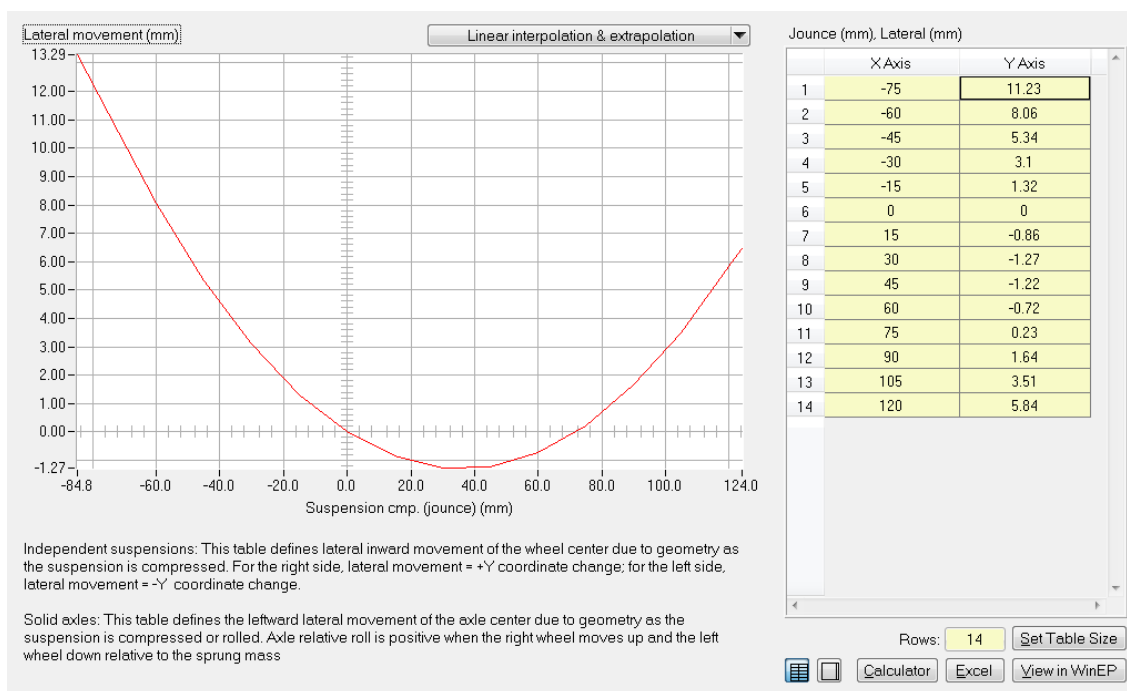 Lateral movement (mm)
Linear interpolation & extrapolation
13.29
12.00
11.00
10.00
9.00
8.00
7.00
6.00
5.00
4.00
3.00
2.00
1.00
0.00
-1.27
-84.8 -60.0 -40.0 -20.0 0.0 20.0 40.0 60.0 80.0 100.0 124.0
Suspension cmp. (jounce) (mm)
Independent suspensions: This table defines lateral inward movement of the wheel center due to geometry as
the suspension is compressed. For the right side, lateral movement = +Y coordinate change; for the left side,
lateral movement = -Y coordinate change.
Solid axles: This table defines the leftward lateral movement of the axle center due to geometry as the
suspension is compressed or rolled. Axle relative roll is positive when the right wheel moves up and the left
wheel down relative to the sprung mass
Jounce (mm), Lateral (mm)
X Axis Y Axis
1 -75 11.23
2 -60 8.06
3 -45 5.34
4 -30 3.1
5 -15 1.32
6 0 0
7 15 -0.86
8 30 -1.27
9 45 -1.22
10 60 -0.72
11 75 0.23
12 90 1.64
13 105 3.51
14 120 5.84
Rows: 14 Set Table Size
Calculator Excel View in WinEP